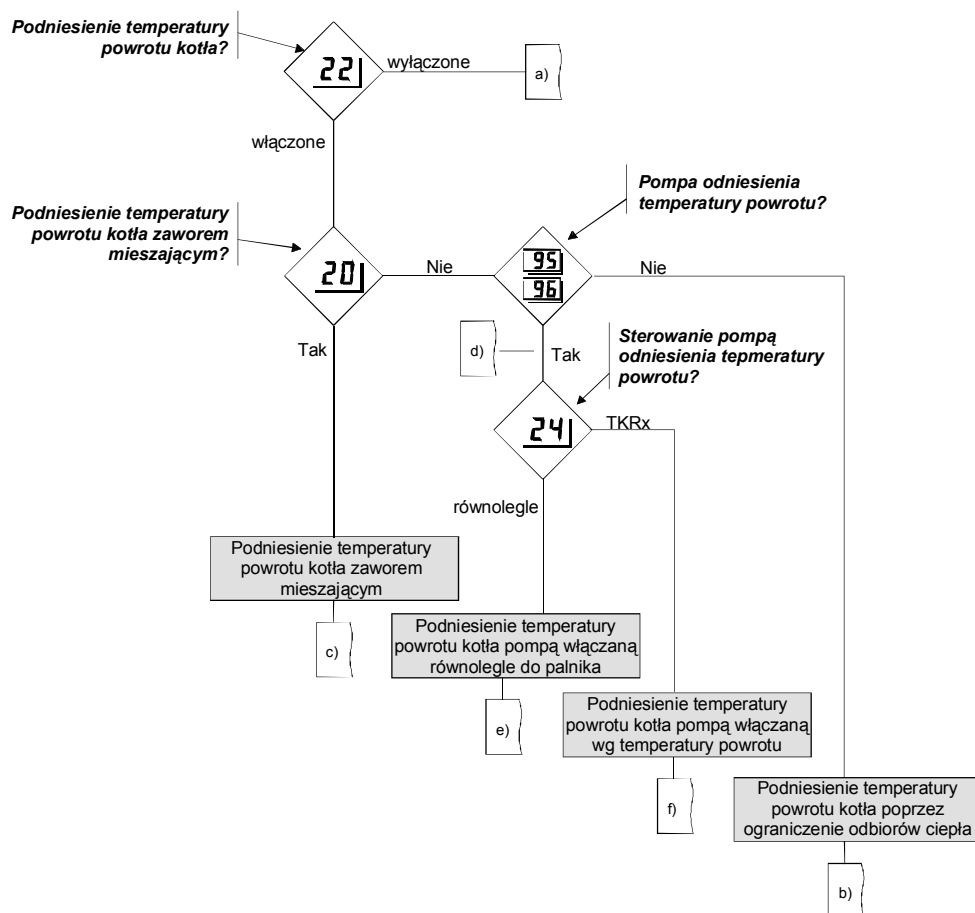 Podniesienie temperatury
powrotu kotła?
22
wyłączone
a)
włączone
Podniesienie temperatury
powrotu kotła zaworem
mieszającym?
20
Nie
Pompa odniesienia
temperatury powrotu?
95
96
Nie
Tak
d)
Tak
Sterowanie pompą
odniesienia tepmeratury
powrotu?
24
TKRx
równolegle
Podniesienie temperatury
powrotu kotła zaworem
mieszającym
c)
Podniesienie temperatury
powrotu kotła pompą włączaną
równolegle do palnika
e)
Podniesienie temperatury
powrotu kotła pompą włączaną
wg temperatury powrotu
f)
Podniesienie temperatury
powrotu kotła poprzez
ograniczenie odbiorów ciepła
b)